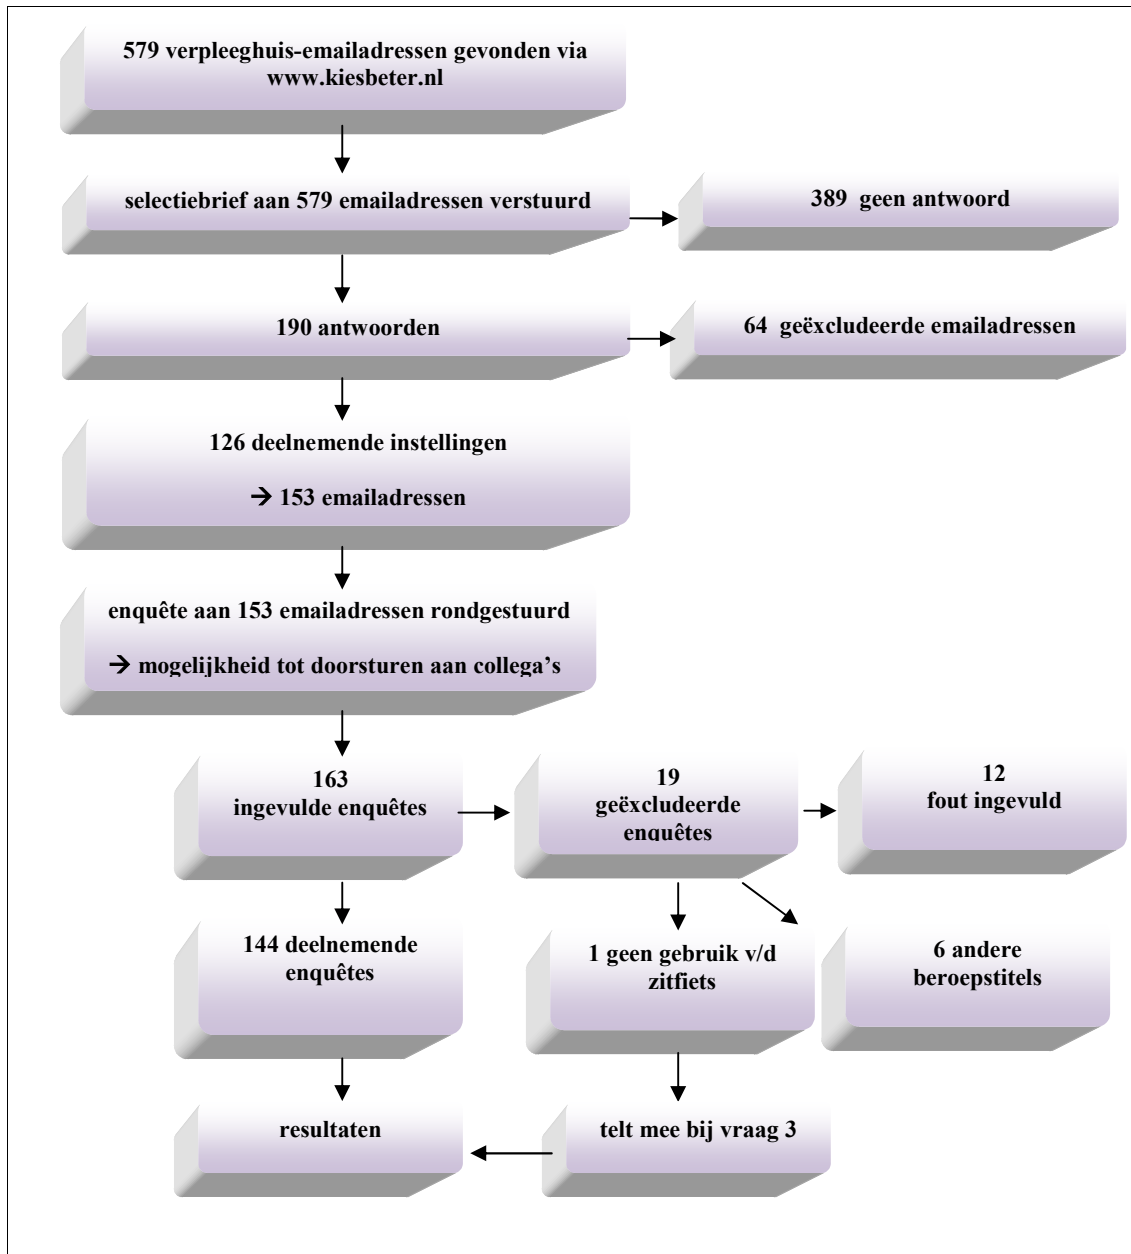 579 verpleeghuis-emailadressen gevonden via
www.kiesbeter.nl
selectiebrief aan 579 emailadressen verstuurd
389 geen antwoord
190 antwoorden
64 geëxcludeerde emailadressen
126 deelnemende instellingen
→ 153 emailadressen
enquête aan 153 emailadressen rondgestuurd
→ mogelijkheid tot doorsturen aan collega's
163
ingevulde enquêtes
19
geëxcludeerde
enquêtes
12
fout ingevuld
144 deelnemende
enquêtes
1 geen gebruik v/d
zitfiets
6 andere
beroepstitels
resultaten
telt mee bij vraag 3